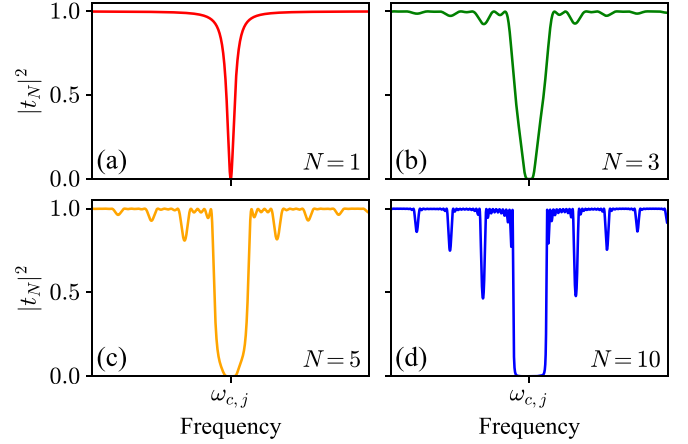 1.0
0.5
0.0
|t_N|²
(a)
N = 1
(b)
N = 3
1.0
0.5
0.0
|t_N|²
(c)
N = 5
(d)
N = 10
ω_{c, j}
ω_{c, j}
Frequency
Frequency